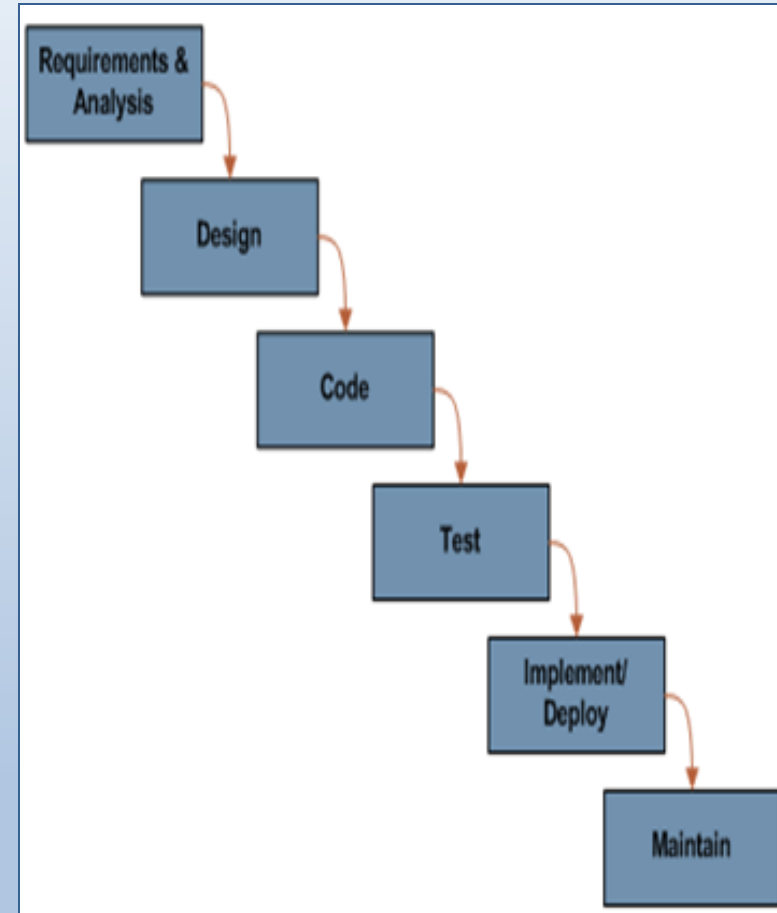 Requirements &
Analysis
Design
Code
Test
Implement/
Deploy
Maintain